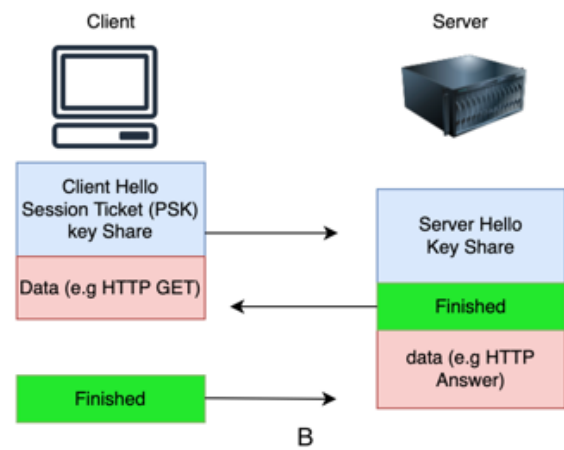 Client
Server
Client Hello
Session Ticket (PSK)
key Share
Data (e.g HTTP GET)
Server Hello
Key Share
Finished
data (e.g HTTP
Answer)
Finished
B